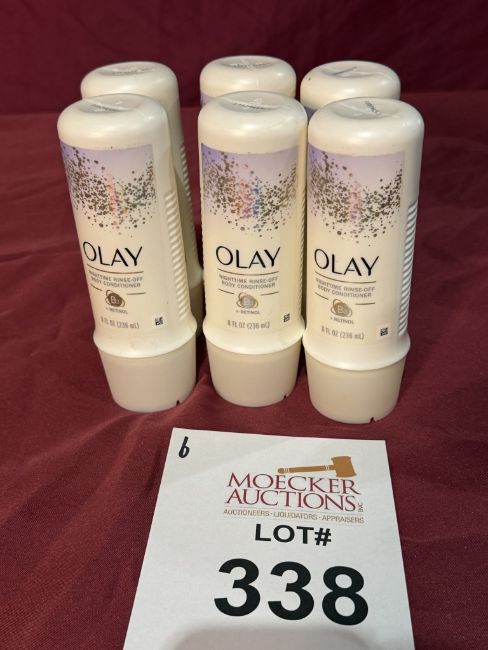 OLAY
NIGHTTIME RINSE-OFF
BODY CONDITIONER
B3
+ RETINOL
8 FL OZ (236 mL)
OLAY
NIGHTTIME RINSE-OFF
BODY CONDITIONER
B3
+ RETINOL
8 FL OZ (236 mL)
OLAY
NIGHTTIME RINSE-OFF
BODY CONDITIONER
B3
+ RETINOL
8 FL OZ (236 mL)
6
MOECKER
AUCTIONS INC
AUCTIONEERS · LIQUIDATORS · APPRAISERS
LOT#
338